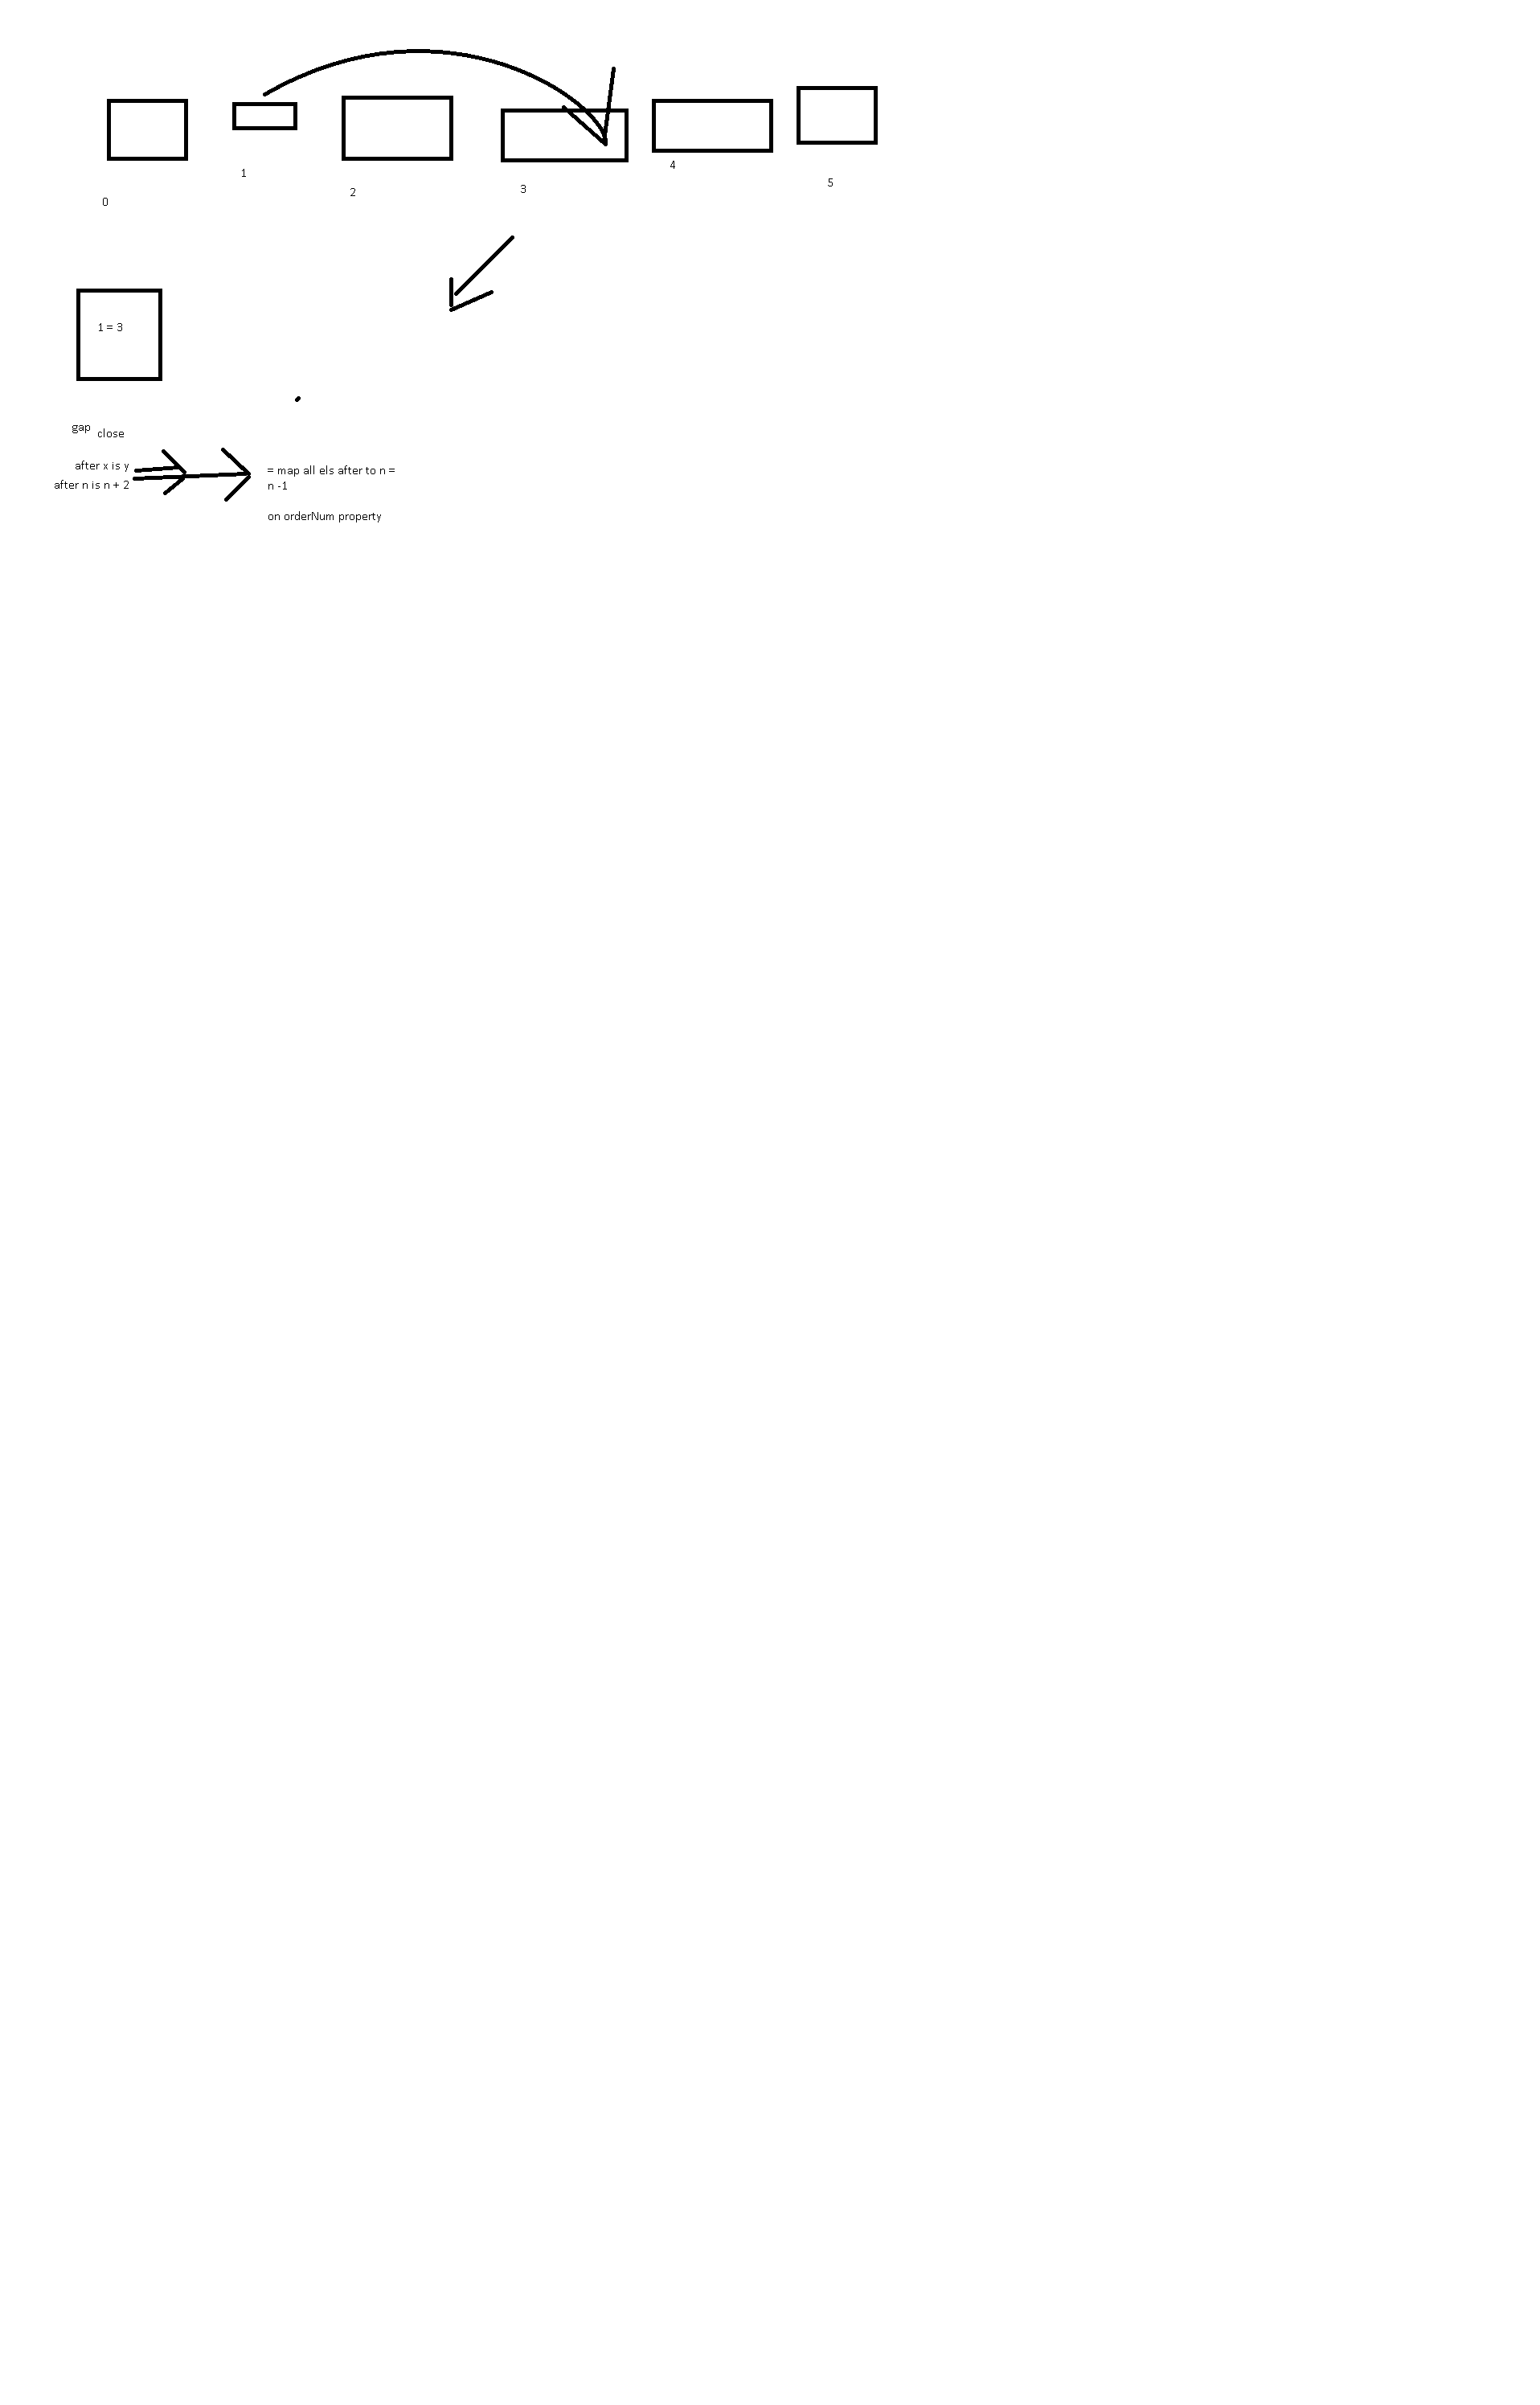 0
1
2
3
4
5
1 = 3
gap
close
after x is y
after n is n + 2
= map all els after to n =
n -1
on orderNum property